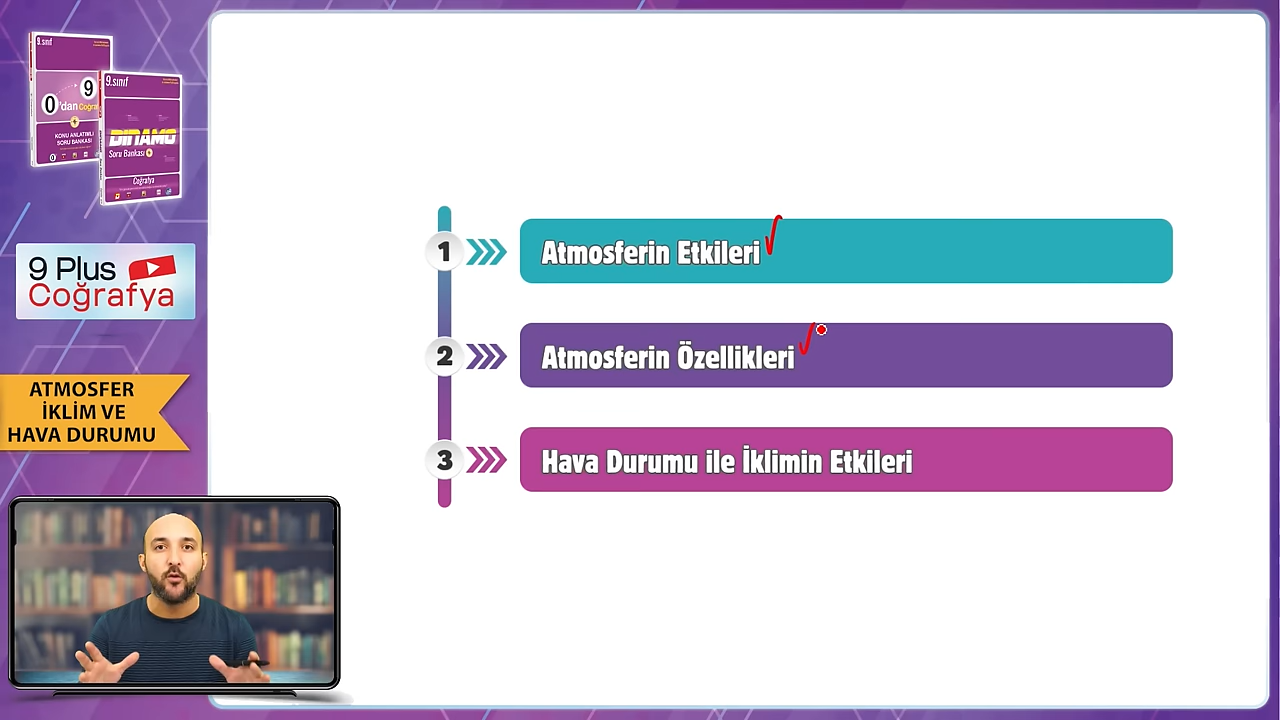 9.sınıf
0'dan 9
KONU ANLATIMLI
SORU BANKASI
9.sınıf
DİNAMO
Soru Bankası
Coğrafya
9 Plus
Coğrafya
ATMOSFER
İKLİM VE
HAVA DURUMU
1 Atmosferin Etkileri
2 Atmosferin Özellikleri
3 Hava Durumu ile İklimin Etkileri